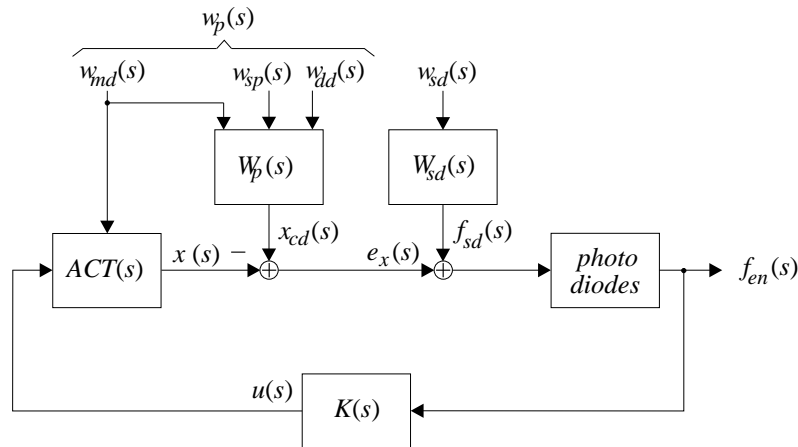 w_p(s)
w_md(s) w_sp(s) w_dd(s) w_sd(s)
W_p(s) W_sd(s)
x_cd(s) f_sd(s)
ACT(s) x(s) − + e_x(s) + photo diodes f_en(s)
u(s) K(s)